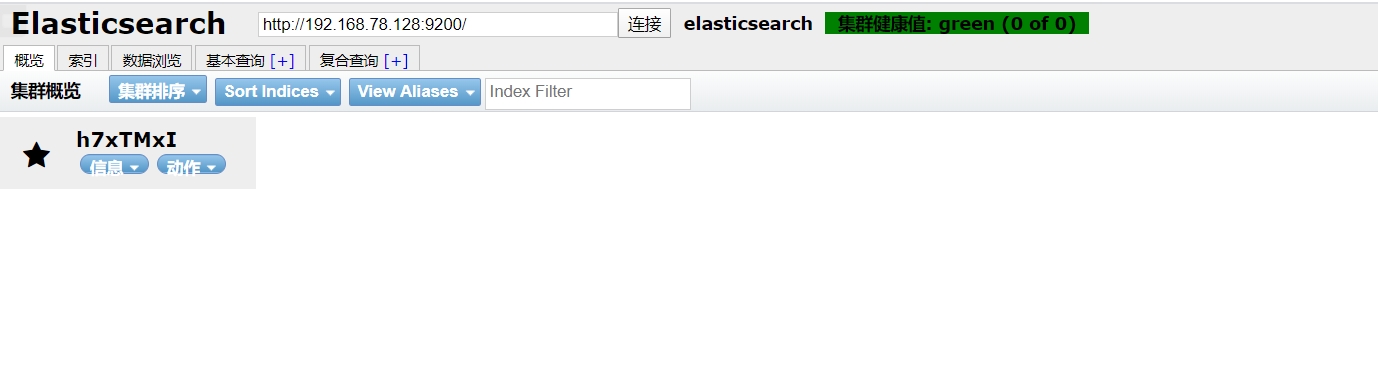 Elasticsearch http://192.168.78.128:9200/ 连接 elasticsearch 集群健康值: green (0 of 0)
概览 索引 数据浏览 基本查询 [+] 复合查询 [+]
集群概览 集群排序 Sort Indices View Aliases Index Filter
h7xTMxI
信息 动作